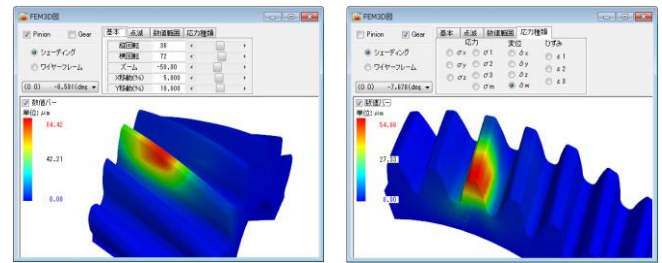 FEM3D図
Pinion Gear
基本 点滅 数値範囲 応力種類
シェーディング
ワイヤーフレーム
縦回転 36
横回転 72
ズーム -50.00
X移動(%) 5.000
Y移動(%) 10.000
(0 0) -6.581(deg
数値バー
単位: μm
84.42
42.21
0.00
FEM3D図
Pinion Gear
基本 点滅 数値範囲 応力種類
シェーディング
ワイヤーフレーム
応力 変位 ひずみ
σx σ1 δx ε1
σy σ2 δy ε2
σz σ3 δz ε3
σm δw
(0 0) -7.678(deg
数値バー
単位: μm
0.00